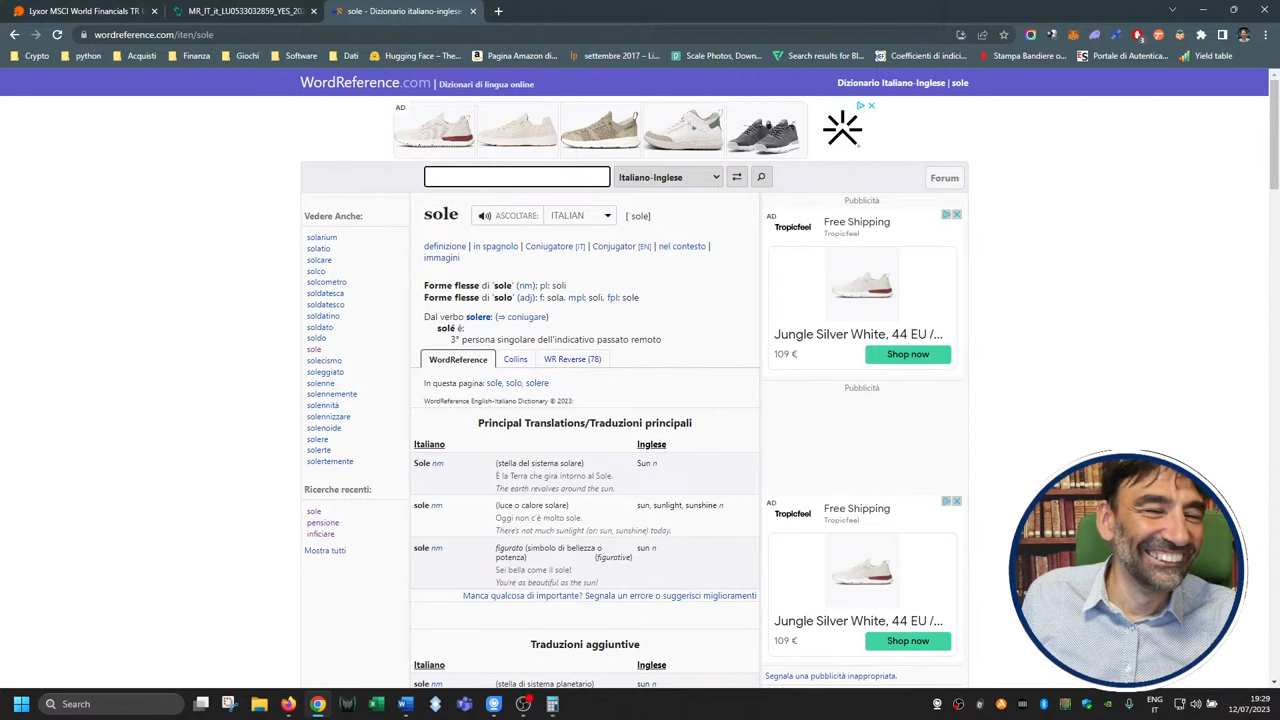 Lyxor MSCI World Financials TR
MR_IT_it_LU0533032859_YES_20
sole - Dizionario italiano-inglese
wordreference.com/iten/sole
Crypto
python
Acquisti
Finanza
Giochi
Software
Dati
Hugging Face – The...
Pagina Amazon di...
settembre 2017 – Li...
Scale Photos, Down...
Search results for B...
Coefficienti di indici...
Stampa Bandiere o...
Portale di Autentica...
Yield table
WordReference.com | Dizionari di lingua online
Dizionario Italiano-Inglese | sole
AD
Italiano-Inglese
Forum
Vedere Anche:
solarium
solatio
solcare
solco
solcometro
soldatesca
soldatesco
soldatino
soldato
soldo
sole
solecismo
soleggiato
solenne
solennemente
solennità
solennizzare
solenoide
solere
solerte
solertemente
Ricerche recenti:
sole
pensione
inficiare
Mostra tutti
sole
ASCOLTARE:
ITALIAN
[ˈsole]
definizione | in spagnolo | Coniugatore [IT] | Conjugator [EN] | nel contesto |
immagini
Forme flesse di 'sole' (nm): pl: soli
Forme flesse di 'solo' (adj): f: sola, mpl: soli, fpl: sole
Dal verbo solere: (⇒ coniugare)
solé è:
3° persona singolare dell'indicativo passato remoto
WordReference
Collins
WR Reverse (78)
In questa pagina: sole, solo, solere
WordReference English-Italiano Dictionary © 2023:
Principal Translations/Traduzioni principali
Italiano
Inglese
Sole nm
(stella del sistema solare)
Sun n
È la Terra che gira intorno al Sole.
The earth revolves around the sun.
sole nm
(luce o calore solare)
sun, sunlight, sunshine n
Oggi non c'è molto sole.
There's not much sunlight (or: sun, sunshine) today.
sole nm
figurato (simbolo di bellezza o
potenza)
(figurative)
sun n
Sei bella come il sole!
You're as beautiful as the sun!
Manca qualcosa di importante? Segnala un errore o suggerisci miglioramenti
Traduzioni aggiuntive
Italiano
Inglese
sole nm
(stella di sistema planetario)
sun n
Pubblicità
AD
Tropicfeel
Free Shipping
Tropicfeel
Jungle Silver White, 44 EU /...
109 €
Shop now
Pubblicità
AD
Tropicfeel
Free Shipping
Tropicfeel
Jungle Silver White, 44 EU /...
109 €
Shop now
Segnala una pubblicità inappropriata.
Search
ENG
IT
19:29
12/07/2023